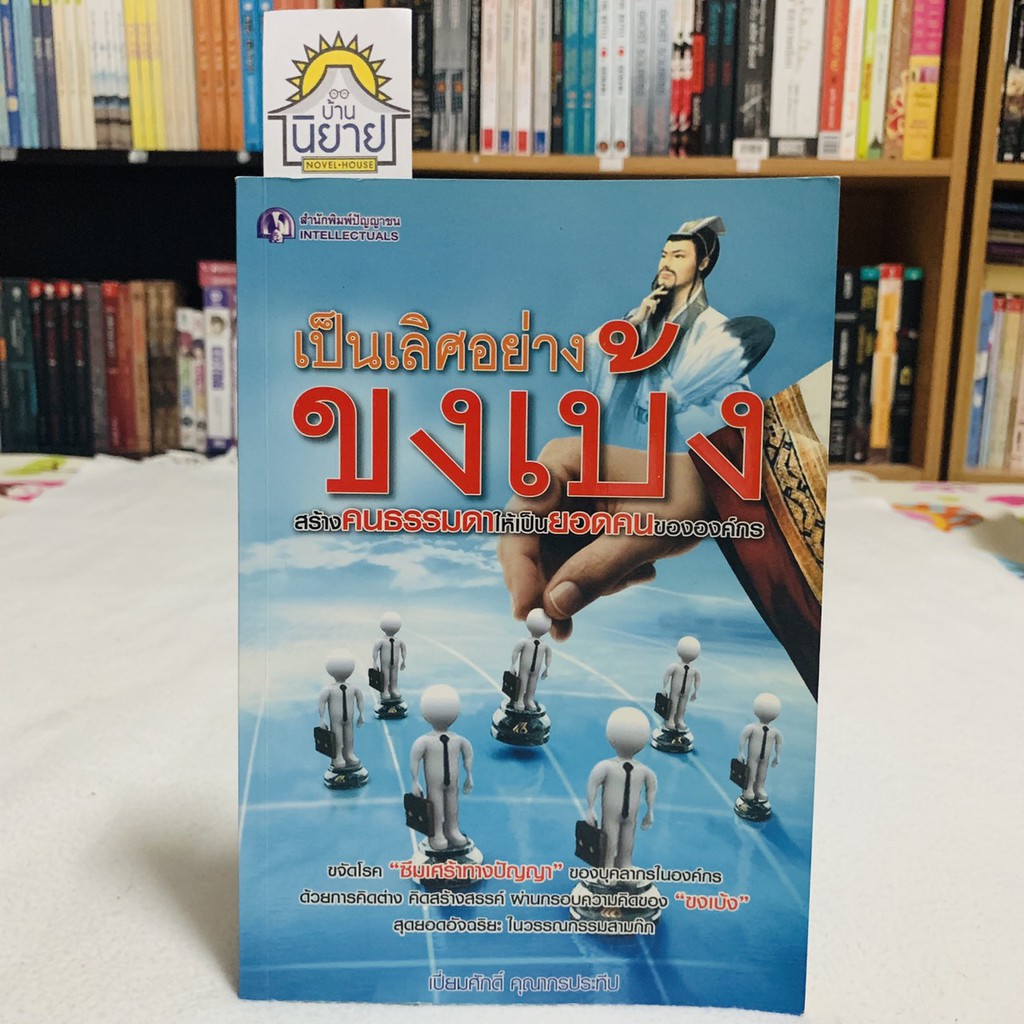 บ้าน
นิยาย
NOVEL•HOUSE
สำนักพิมพ์ปัญญาชน
INTELLECTUALS
เป็นเลิศอย่าง
ขงเบ้ง
สร้างคนธรรมดาให้เป็นยอดคนขององค์กร
ขจัดโรค "ซึมเศร้าทางปัญญา" ของบุคลากรในองค์กร
ด้วยการคิดต่าง คิดสร้างสรรค์ ผ่านกรอบความคิดของ "ขงเบ้ง"
สุดยอดอัจฉริยะ ในวรรณกรรมสามก๊ก
เปี่ยมศักดิ์ คุณากรประทีป